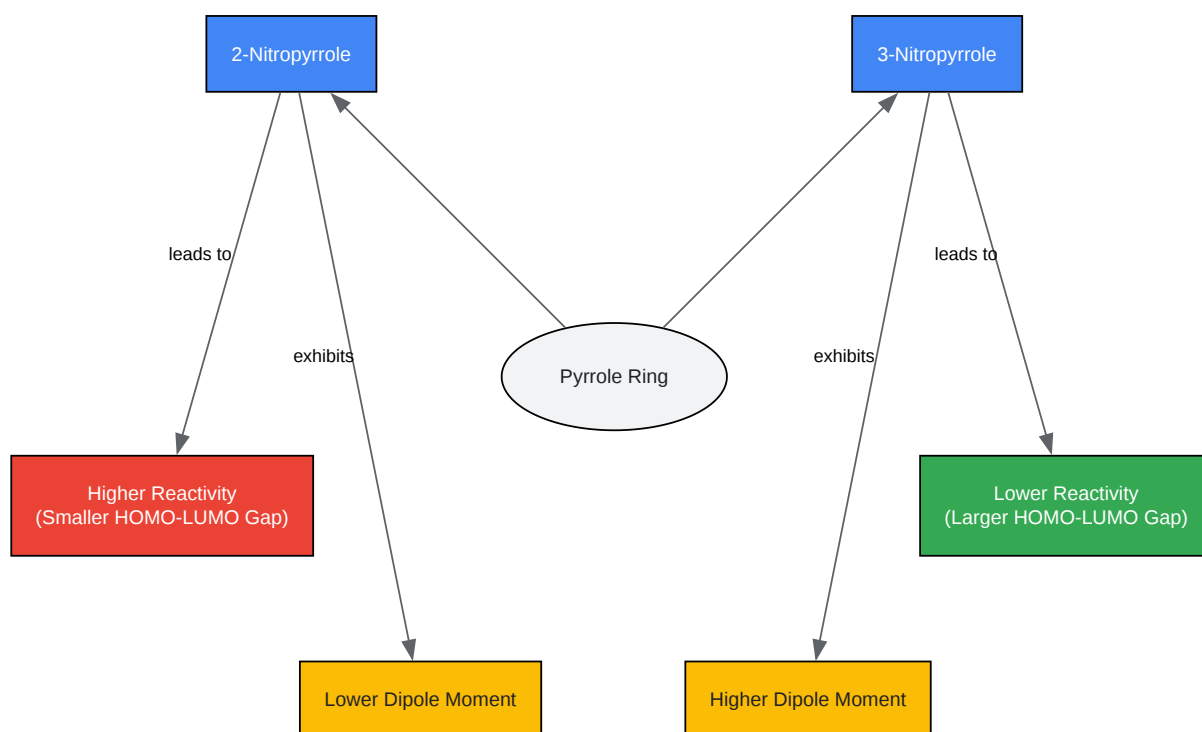 2-Nitropyrrole
3-Nitropyrrole
leads to
leads to
exhibits
exhibits
Pyrrole Ring
Higher Reactivity
(Smaller HOMO-LUMO Gap)
Lower Reactivity
(Larger HOMO-LUMO Gap)
Lower Dipole Moment
Higher Dipole Moment